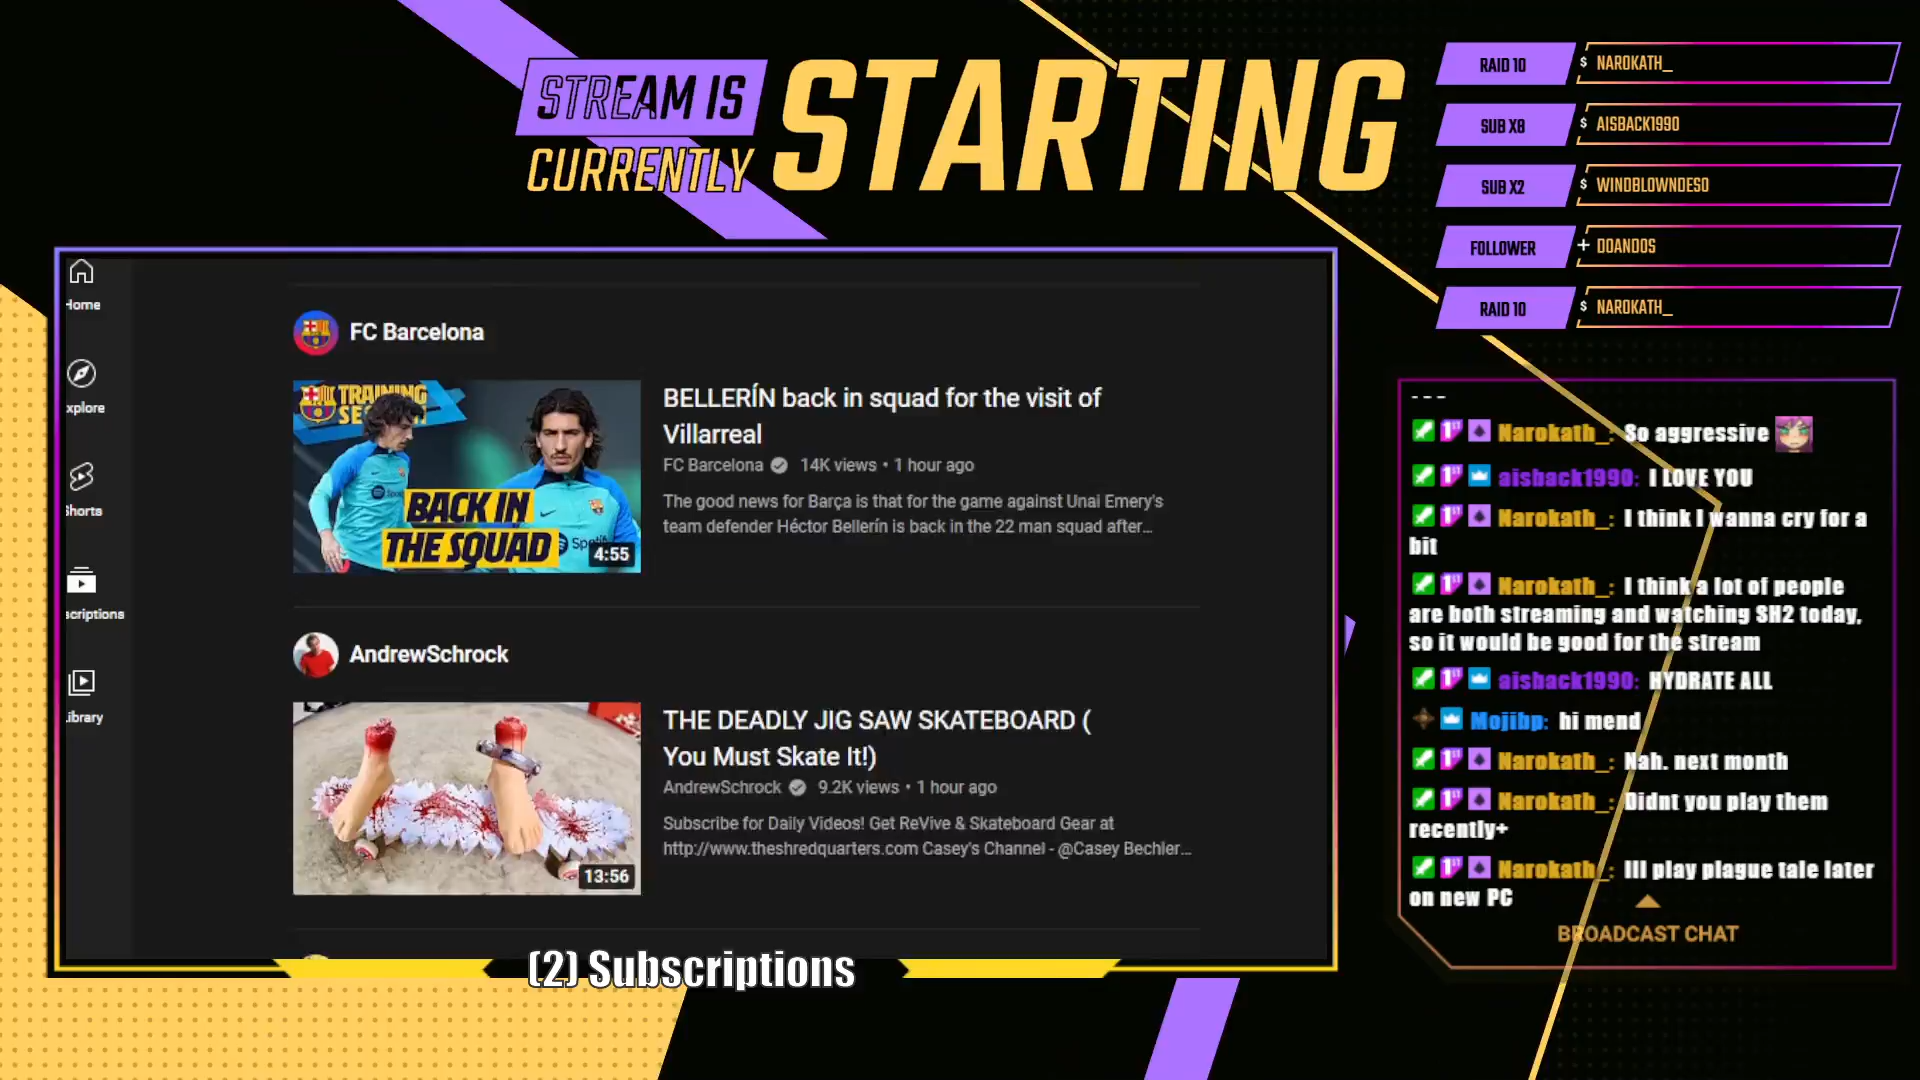 STREAM IS
CURRENTLY
STARTING
RAID 10
$ NAROKATH_
SUB X8
$ AISBACK1990
SUB X2
$ WINDBLOWNDESO
FOLLOWER
+ DOANDOS
RAID 10
$ NAROKATH_
Home
xplore
Shorts
scriptions
Library
FC Barcelona
TRAINING
SES
BACK IN
THE SQUAD
4:55
BELLERÍN back in squad for the visit of
Villarreal
FC Barcelona 14K views • 1 hour ago
The good news for Barça is that for the game against Unai Emery's
team defender Héctor Bellerín is back in the 22 man squad after...
AndrewSchrock
13:56
THE DEADLY JIG SAW SKATEBOARD (
You Must Skate It!)
AndrewSchrock 9.2K views • 1 hour ago
Subscribe for Daily Videos! Get ReVive & Skateboard Gear at
http://www.theshredquarters.com Casey's Channel - @Casey Bechler...
(2) Subscriptions
---
Narokath_: So aggressive
aisback1990: I LOVE YOU
Narokath_: I think I wanna cry for a
bit
Narokath_: I think a lot of people
are both streaming and watching SH2 today,
so it would be good for the stream
aisback1990: HYDRATE ALL
Mojibp: hi mend
Narokath_: Nah. next month
Narokath_: Didnt you play them
recently+
Narokath_: Ill play plague tale later
on new PC
BROADCAST CHAT